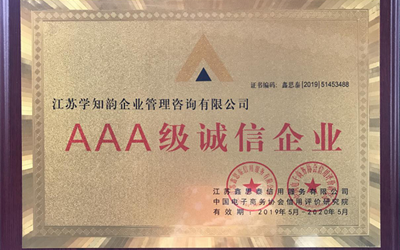 证书编码：鑫思泰[2019]51453488
江苏学知韵企业管理咨询有限公司
AAA级诚信企业
江苏鑫思泰信用服务有限公司
中国电子商务协会信用评价研究院
有效期：2019年5月－2020年5月